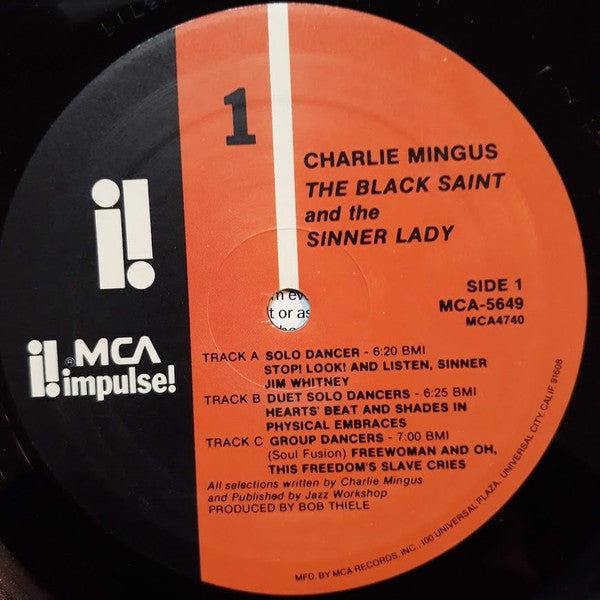 1
CHARLIE MINGUS
THE BLACK SAINT
and the
SINNER LADY
il!
SIDE 1
MCA-5649
MCA4740
t or as
i!® MCA
impulse!
TRACK A SOLO DANCER - 6:20 BMI
STOP! LOOK! AND LISTEN, SINNER
JIM WHITNEY
TRACK B DUET SOLO DANCERS - 6:25 BMI
HEARTS' BEAT AND SHADES IN
PHYSICAL EMBRACES
TRACK C GROUP DANCERS - 7:00 BMI
(Soul Fusion) FREEWOMAN AND OH,
THIS FREEDOM'S SLAVE CRIES
All selections written by Charlie Mingus
and Published by Jazz Workshop
PRODUCED BY BOB THIELE
MFD. BY MCA RECORDS, INC., 100 UNIVERSAL PLAZA, UNIVERSAL CITY, CALIF. 91608